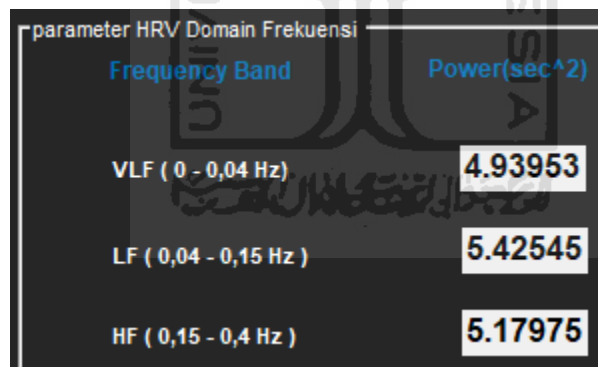 parameter HRV Domain Frekuensi
Frequency Band Power(sec^2)
VLF ( 0 - 0,04 Hz) 4.93953
LF ( 0,04 - 0,15 Hz ) 5.42545
HF ( 0,15 - 0,4 Hz ) 5.17975